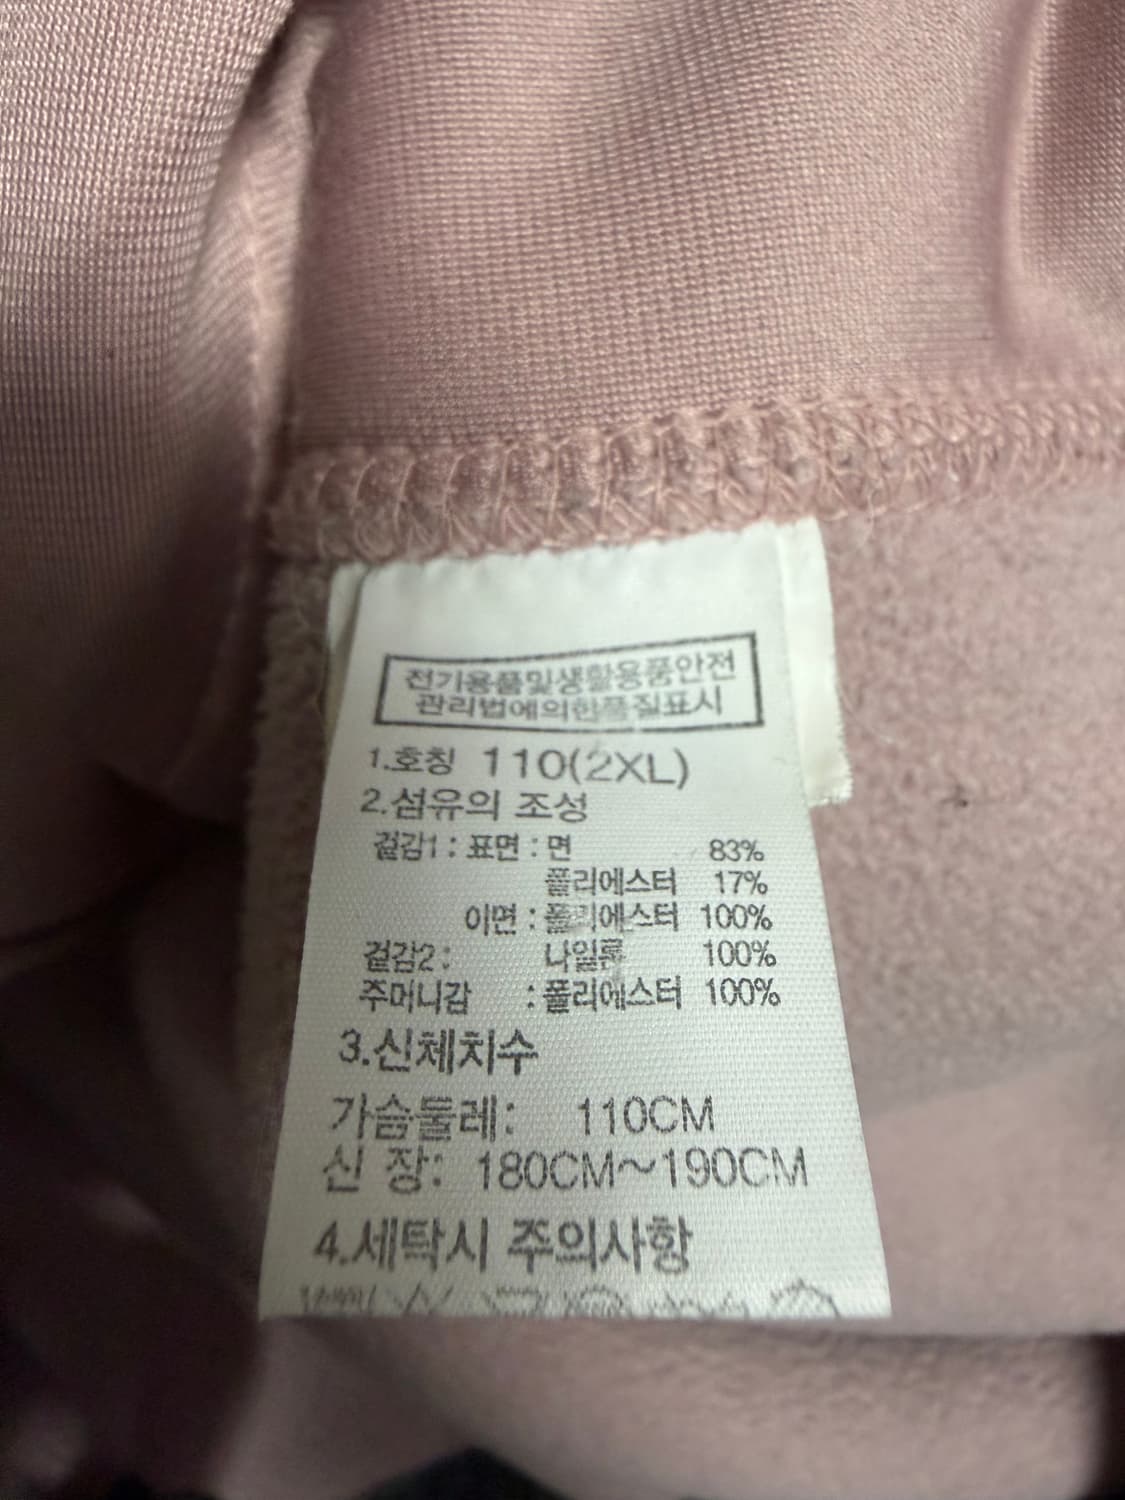 전기용품및생활용품안전
관리법에의한품질표시
1.호칭 110(2XL)
2.섬유의 조성
겉감1 : 표면 : 면 83%
폴리에스터 17%
이면 : 폴리에스터 100%
겉감2 : 나일론 100%
주머니감 : 폴리에스터 100%
3.신체치수
가슴둘레: 110CM
신 장: 180CM~190CM
4.세탁시 주의사항